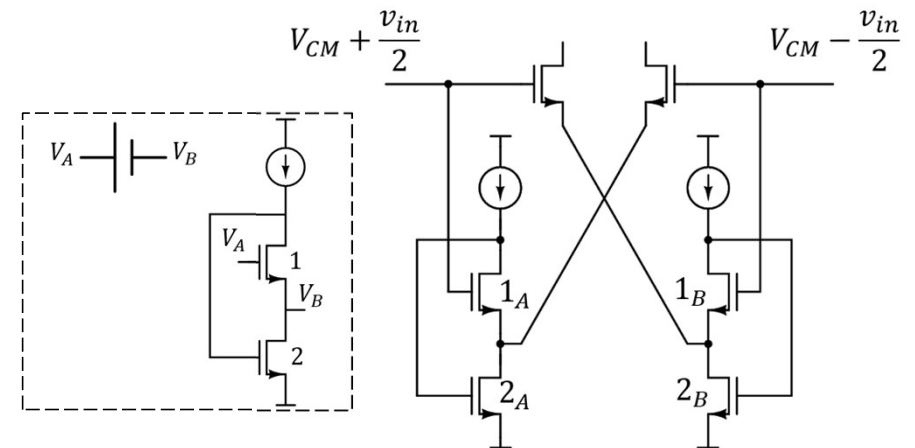 V_{CM} + \frac{v_{in}}{2}
V_{CM} - \frac{v_{in}}{2}
V_A V_B
V_A
1
V_B
2
1_A 1_B
2_A 2_B